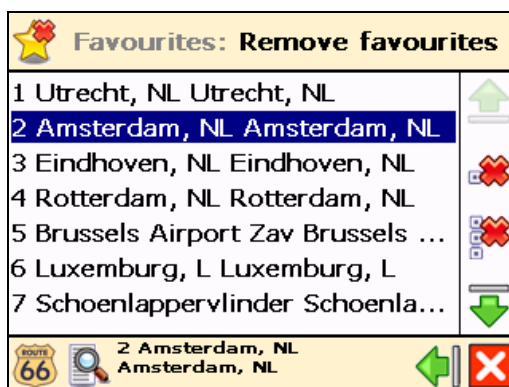 Favourites: Remove favourites
1 Utrecht, NL Utrecht, NL
2 Amsterdam, NL Amsterdam, NL
3 Eindhoven, NL Eindhoven, NL
4 Rotterdam, NL Rotterdam, NL
5 Brussels Airport Zav Brussels ...
6 Luxemburg, L Luxemburg, L
7 Schoenlappervlinder Schoenla...
ROUTE
66
2 Amsterdam, NL
Amsterdam, NL